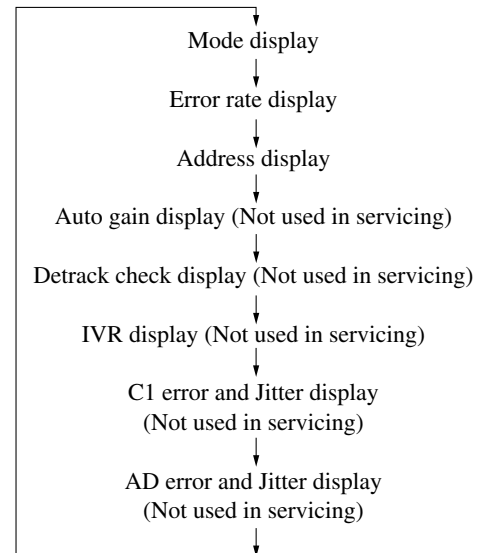 Mode display
Error rate display
Address display
Auto gain display (Not used in servicing)
Detrack check display (Not used in servicing)
IVR display (Not used in servicing)
C1 error and Jitter display
(Not used in servicing)
AD error and Jitter display
(Not used in servicing)